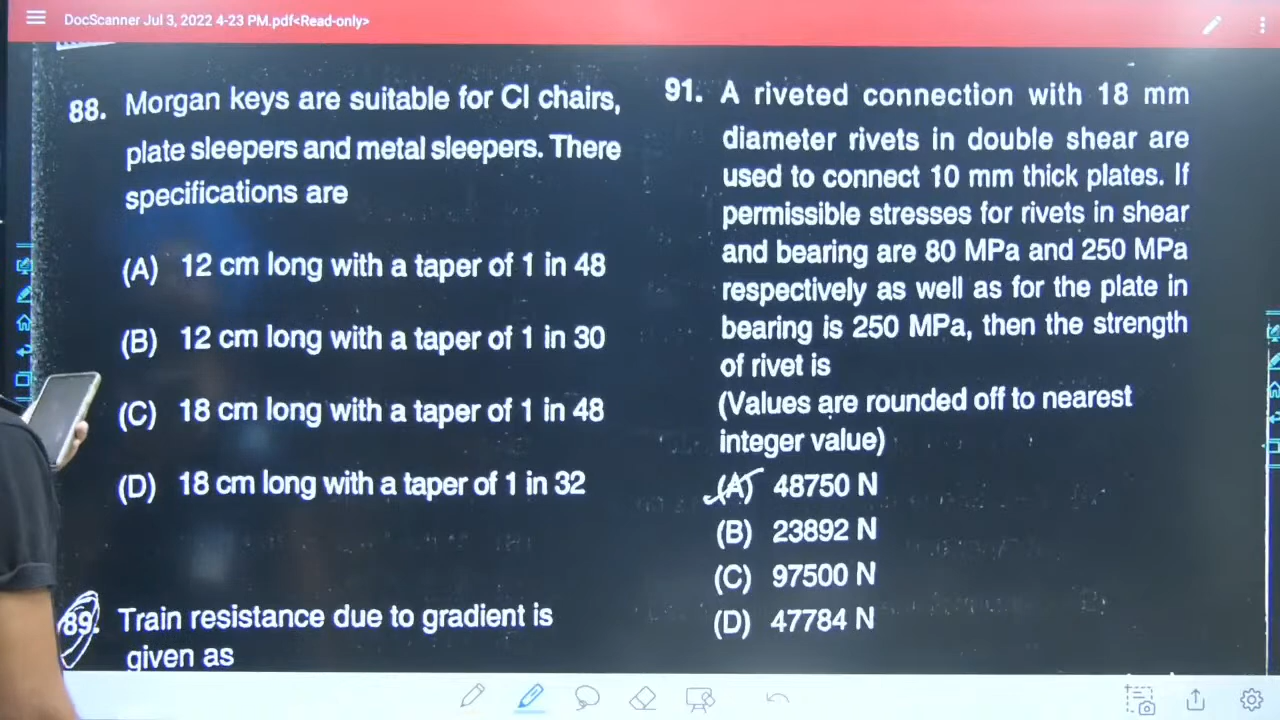 DocScanner Jul 3, 2022 4-23 PM.pdf<Read-only>
88. Morgan keys are suitable for CI chairs,
plate sleepers and metal sleepers. There
specifications are
(A) 12 cm long with a taper of 1 in 48
(B) 12 cm long with a taper of 1 in 30
(C) 18 cm long with a taper of 1 in 48
(D) 18 cm long with a taper of 1 in 32
89. Train resistance due to gradient is
given as
91. A riveted connection with 18 mm
diameter rivets in double shear are
used to connect 10 mm thick plates. If
permissible stresses for rivets in shear
and bearing are 80 MPa and 250 MPa
respectively as well as for the plate in
bearing is 250 MPa, then the strength
of rivet is
(Values are rounded off to nearest
integer value)
(A) 48750 N
(B) 23892 N
(C) 97500 N
(D) 47784 N